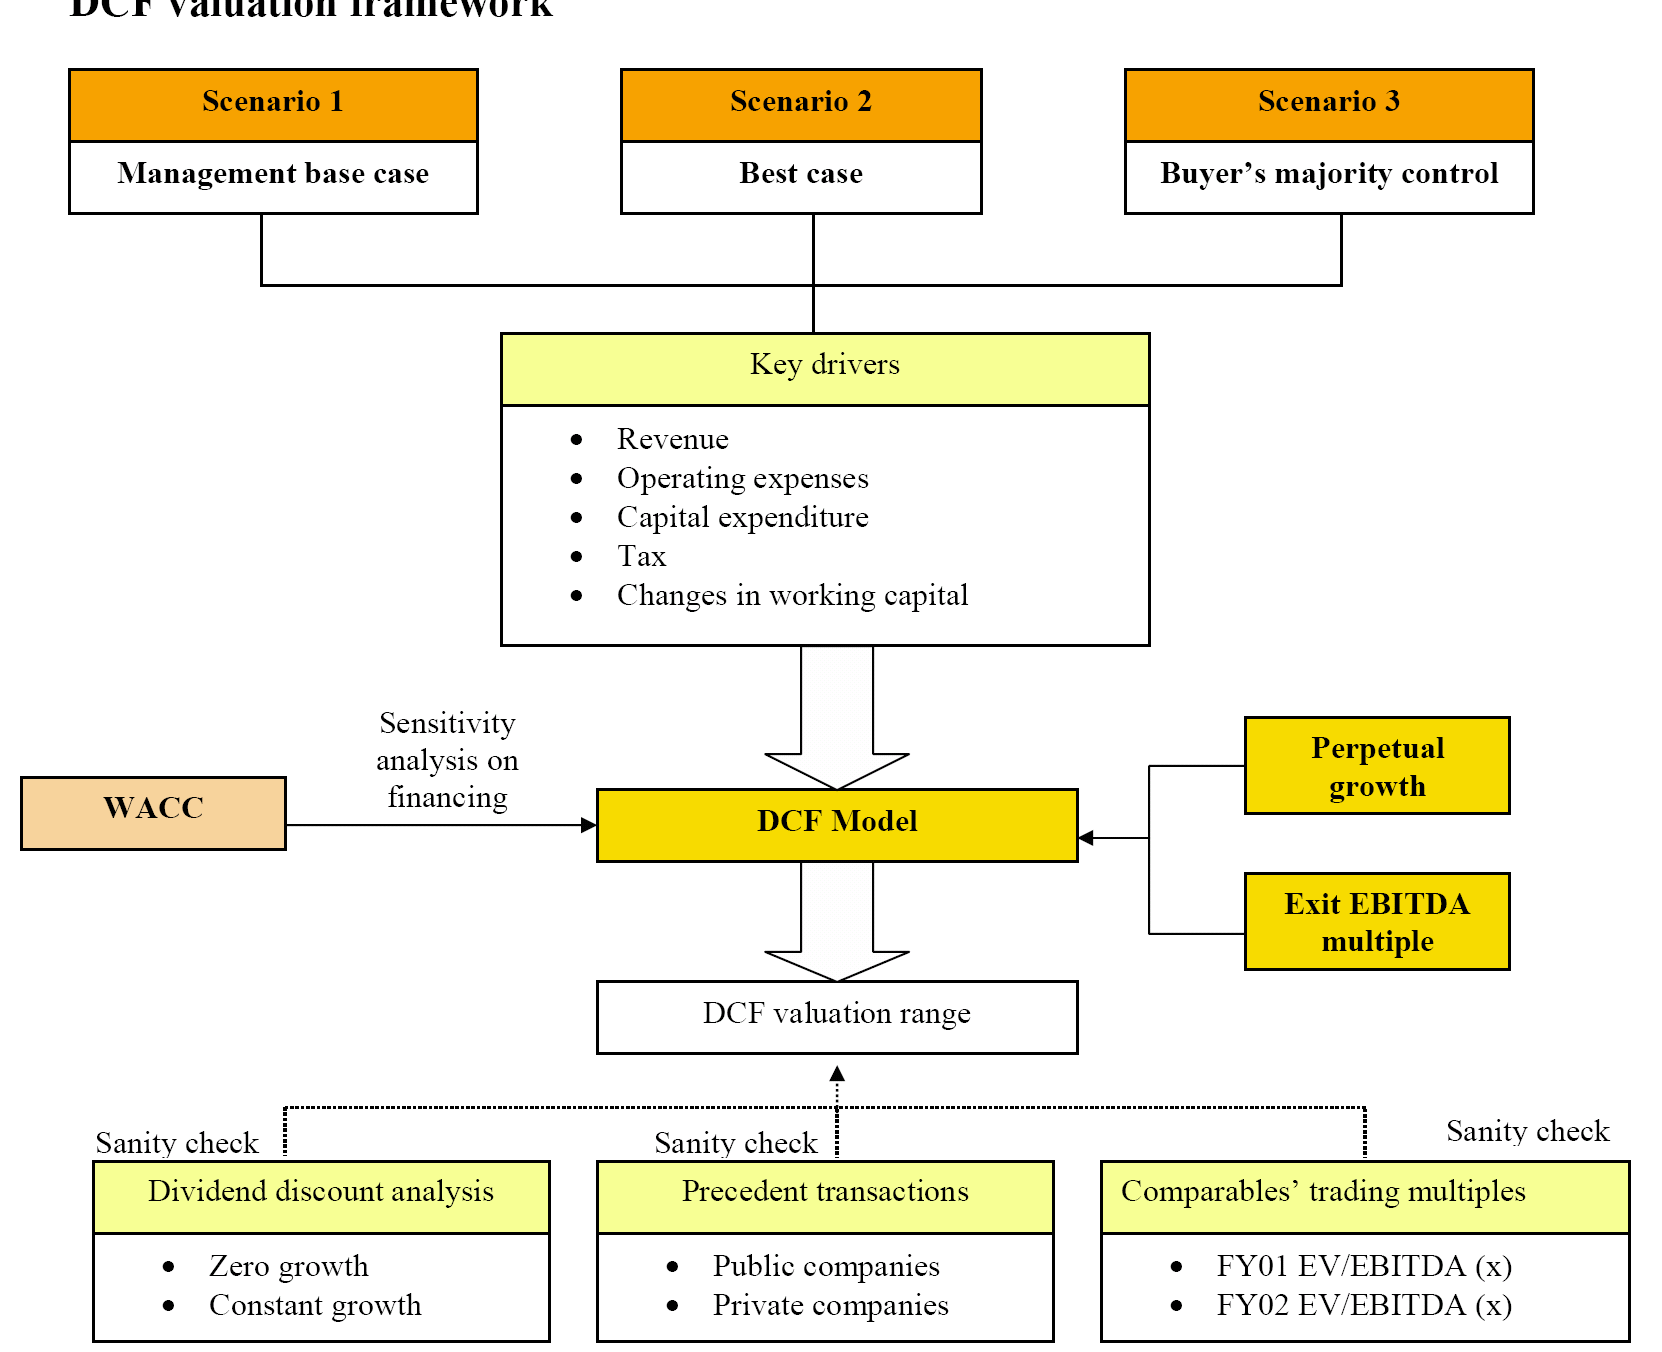 DCF valuation framework
Scenario 1
Scenario 2
Scenario 3
Management base case
Best case
Buyer’s majority control
Key drivers
• Revenue
• Operating expenses
• Capital expenditure
• Tax
• Changes in working capital
Sensitivity
analysis on
financing
WACC
DCF Model
Perpetual
growth
Exit EBITDA
multiple
DCF valuation range
Sanity check
Sanity check
Sanity check
Dividend discount analysis
• Zero growth
• Constant growth
Precedent transactions
• Public companies
• Private companies
Comparables’ trading multiples
• FY01 EV/EBITDA (x)
• FY02 EV/EBITDA (x)